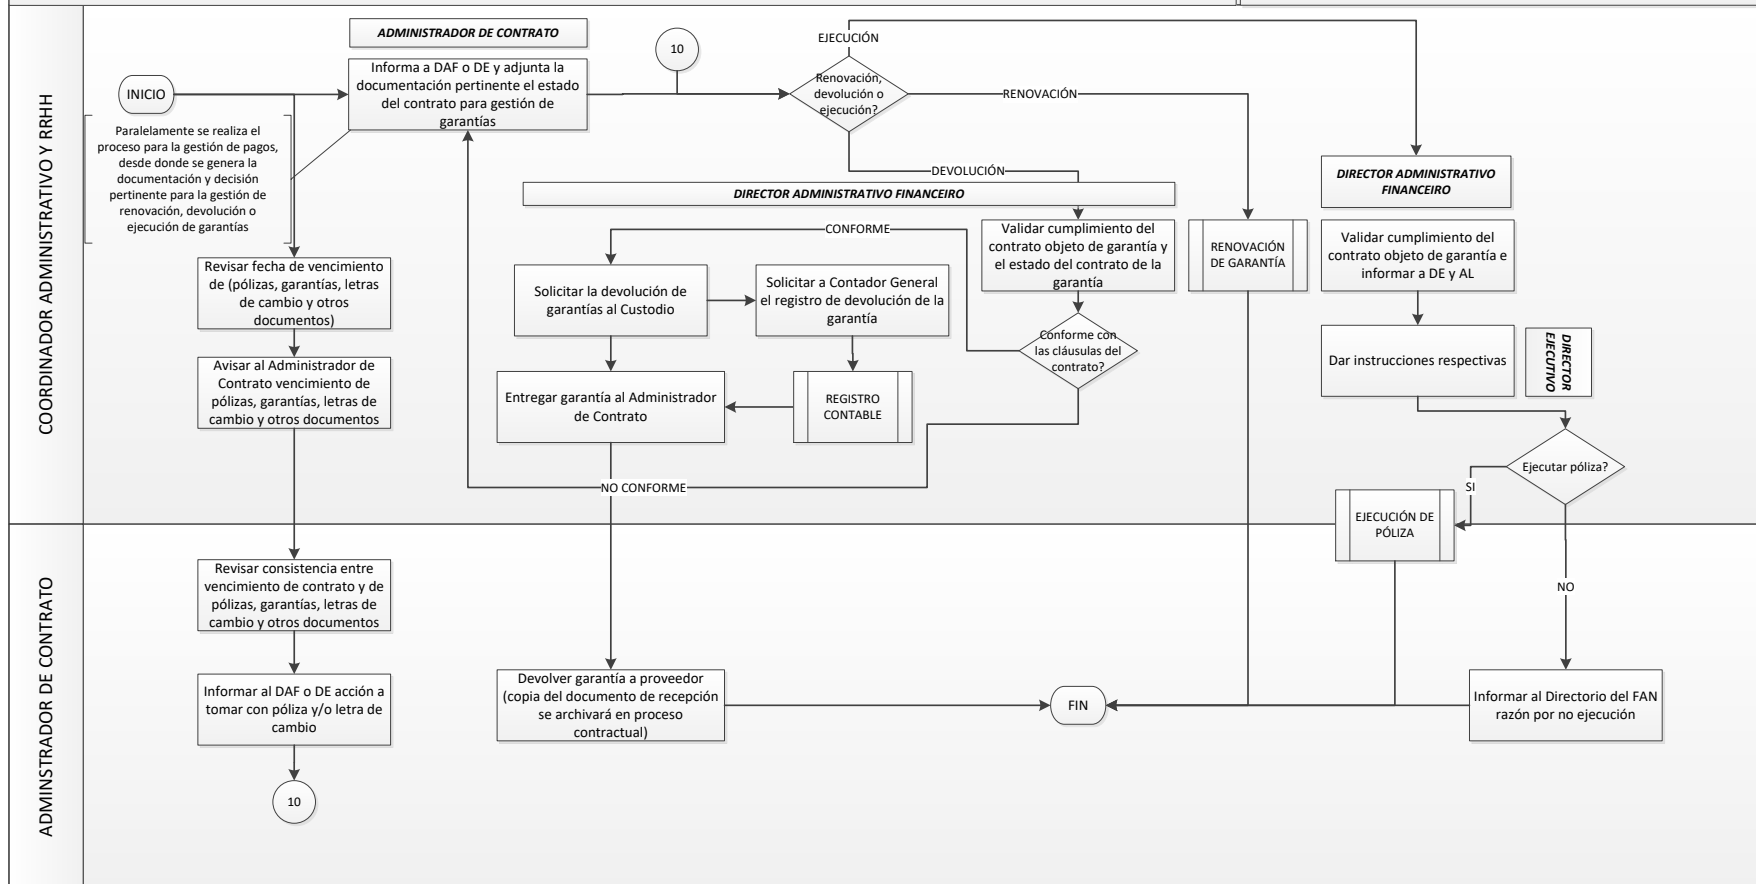 COORDINADOR ADMINISTRATIVO Y RRHH
ADMINSTRADOR DE CONTRATO
INICIO
Paralelamente se realiza el
proceso para la gestión de pagos,
desde donde se genera la
documentación y decisión
pertinente para la gestión de
renovación, devolución o
ejecución de garantías
ADMINISTRADOR DE CONTRATO
Informa a DAF o DE y adjunta la
documentación pertinente el estado
del contrato para gestión de
garantías
10
EJECUCIÓN
Renovación,
devolución o
ejecución?
RENOVACIÓN
DEVOLUCIÓN
DIRECTOR ADMINISTRATIVO FINANCEIRO
DIRECTOR ADMINISTRATIVO
FINANCEIRO
Revisar fecha de vencimiento
de (pólizas, garantías, letras
de cambio y otros
documentos)
Avisar al Administrador de
Contrato vencimiento de
pólizas, garantías, letras de
cambio y otros documentos
CONFORME
Solicitar la devolución de
garantías al Custodio
Solicitar a Contador General
el registro de devolución de la
garantía
Validar cumplimiento del
contrato objeto de garantía y
el estado del contrato de la
garantía
RENOVACIÓN
DE GARANTÍA
Validar cumplimiento del
contrato objeto de garantía e
informar a DE y AL
Conforme con
las cláusulas del
contrato?
Dar instrucciones respectivas
DIRECTOR
EJECUTIVO
Entregar garantía al Administrador
de Contrato
REGISTRO
CONTABLE
NO CONFORME
Ejecutar póliza?
SI
EJECUCIÓN DE
PÓLIZA
NO
Revisar consistencia entre
vencimiento de contrato y de
pólizas, garantías, letras de
cambio y otros documentos
Informar al DAF o DE acción a
tomar con póliza y/o letra de
cambio
10
Devolver garantía a proveedor
(copia del documento de recepción
se archivará en proceso
contractual)
FIN
Informar al Directorio del FAN
razón por no ejecución